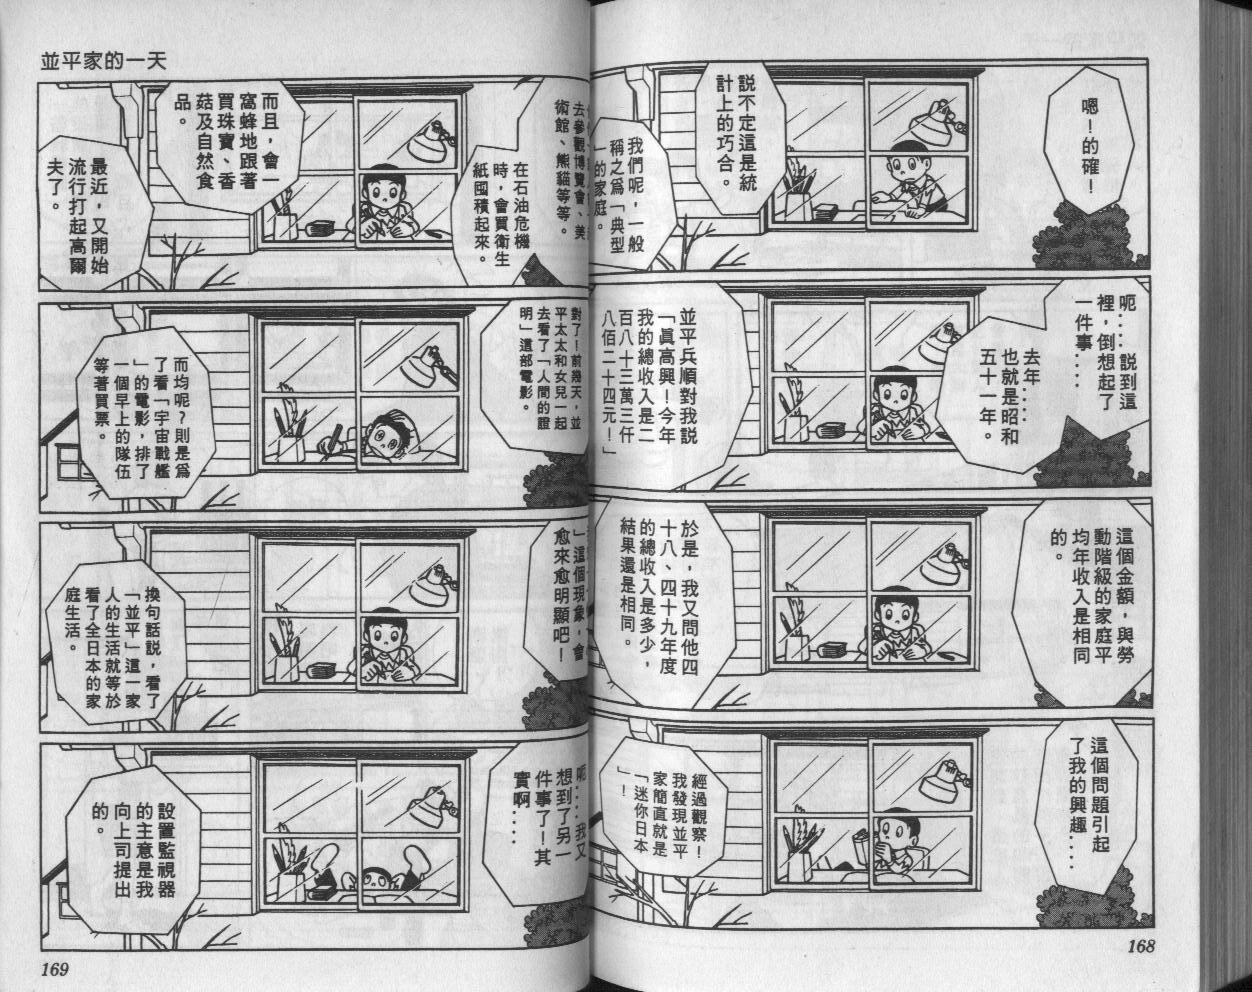 嗯！的確！
説不定這是統
計上的巧合。
我們呢，一般
稱之爲「典型
」的家庭。
呃……説到這
裡，倒想起了
一件事……
去年……
也就是昭和
五十一年。
並平兵順對我説
「眞高興！今年
我的總收入是二
百八十三萬三仟
八佰二十四元！」
這個金額，與勞
動階級的家庭平
均年收入是相同
的。
於是，我又問他四
十八、四十九年度
的總收入是多少，
結果還是相同。
這個問題引起
了我的興趣……
經過觀察！
我發現並平
家簡直就是
「迷你日本
」！
168
並平家的一天
去參觀博覽會、美
術館、熊貓等等。
在石油危機
時，會買衛生
紙囤積起來。
而且，會一
窩蜂地跟著
買珠寶、香
菇及自然食
品。
最近，又開始
流行打起高爾
夫了。
對了！前幾天，並
平太太和女兒一起
去看了「人間的證
明」這部電影。
而均呢？則是爲
了看「宇宙戰艦
」的電影，排了
一個早上的隊伍
等著買票。
」這個現象，會
愈來愈明顯吧！
換句話説，看了
「並平」這一家
人的生活就等於
看了全日本的家
庭生活。
呃……我又
想到了另一
件事了！其
實啊……
設置監視器
的主意是我
向上司提出
的。
169